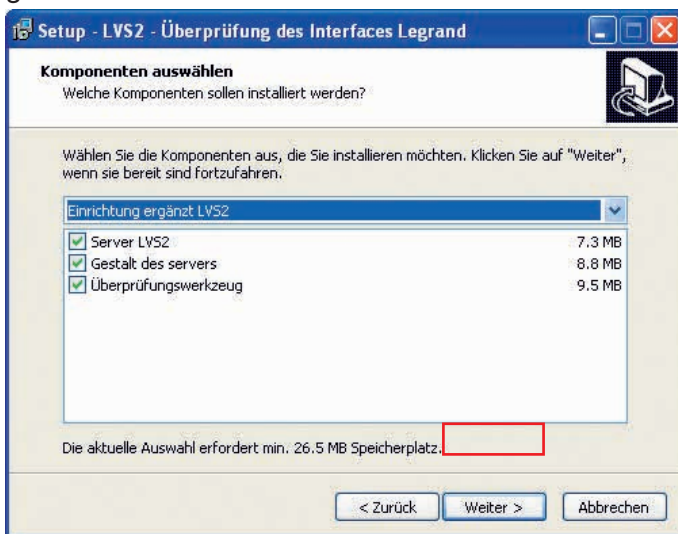 Setup - LVS2 - Überprüfung des Interfaces Legrand
Komponenten auswählen
Welche Komponenten sollen installiert werden?
Wählen Sie die Komponenten aus, die Sie installieren möchten. Klicken Sie auf "Weiter",
wenn sie bereit sind fortzufahren.
Einrichtung ergänzt LVS2
Server LVS2 7.3 MB
Gestalt des servers 8.8 MB
Überprüfungswerkzeug 9.5 MB
Die aktuelle Auswahl erfordert min. 26.5 MB Speicherplatz.
< Zurück Weiter > Abbrechen